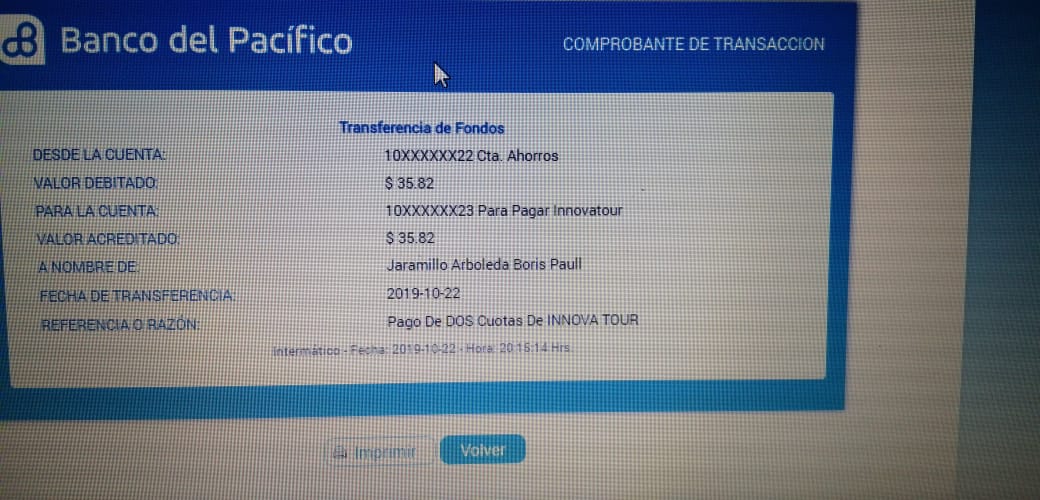 Banco del Pacífico
COMPROBANTE DE TRANSACCION
Transferencia de Fondos
DESDE LA CUENTA: 10XXXXXX22 Cta. Ahorros
VALOR DEBITADO: $ 35.82
PARA LA CUENTA: 10XXXXXX23 Para Pagar Innovatour
VALOR ACREDITADO: $ 35.82
A NOMBRE DE: Jaramillo Arboleda Boris Paull
FECHA DE TRANSFERENCIA: 2019-10-22
REFERENCIA O RAZÓN: Pago De DOS Cuotas De INNOVA TOUR
Intermático - Fecha: 2019-10-22 - Hora: 20:15:14 Hrs.
Imprimir
Volver